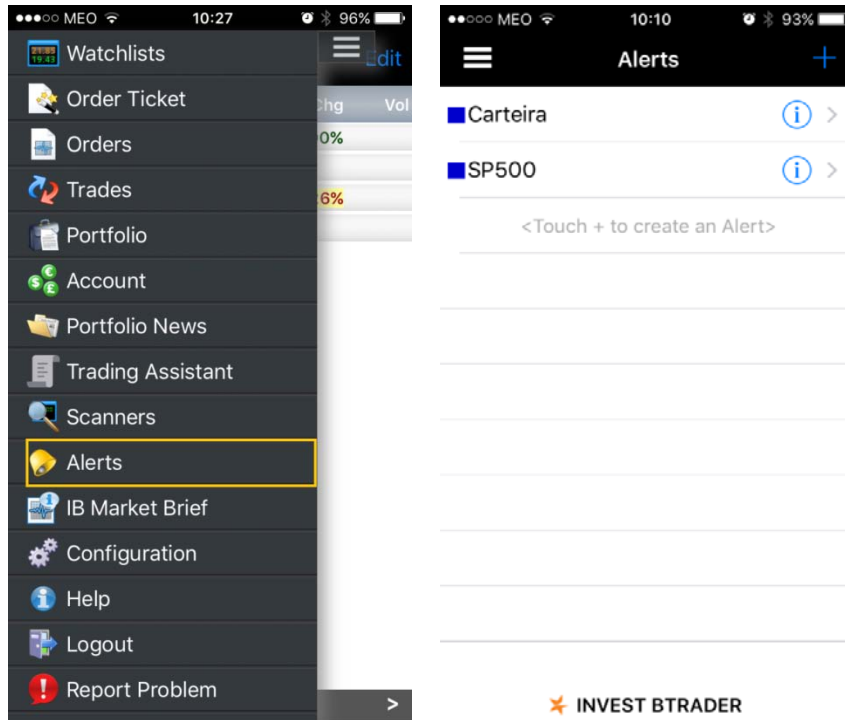 MEO 10:27 96%
Watchlists
Edit
Order Ticket
Chg Vol
Orders
0%
Trades
6%
Portfolio
Account
Portfolio News
Trading Assistant
Scanners
Alerts
IB Market Brief
Configuration
Help
Logout
Report Problem
>
MEO 10:10 93%
Alerts +
Carteira
SP500
<Touch + to create an Alert>
INVEST BTRADER